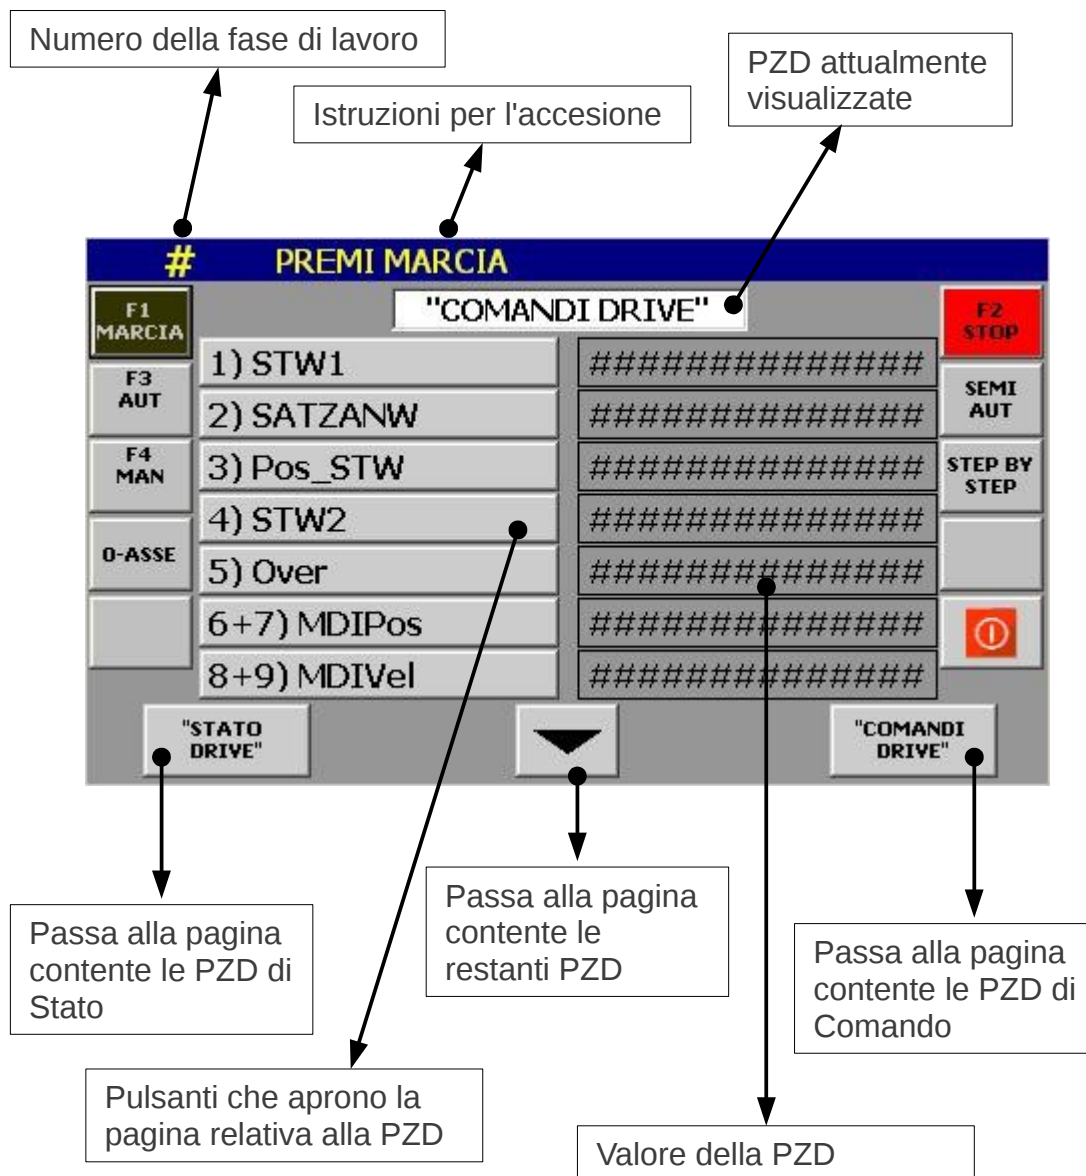 Numero della fase di lavoro
Istruzioni per l'accesione
PZD attualmente
visualizzate
# PREMI MARCIA
"COMANDI DRIVE"
F1
MARCIA
F2
STOP
F3
AUT
SEMI
AUT
F4
MAN
STEP BY
STEP
0-ASSE
1) STW1 ##############
2) SATZANW ##############
3) Pos_STW ##############
4) STW2 ##############
5) Over ##############
6+7) MDIPos ##############
8+9) MDIVel ##############
"STATO
DRIVE"
"COMANDI
DRIVE"
Passa alla pagina
contente le PZD di
Stato
Passa alla pagina
contente le
restanti PZD
Passa alla pagina
contente le PZD di
Comando
Pulsanti che aprono la
pagina relativa alla PZD
Valore della PZD